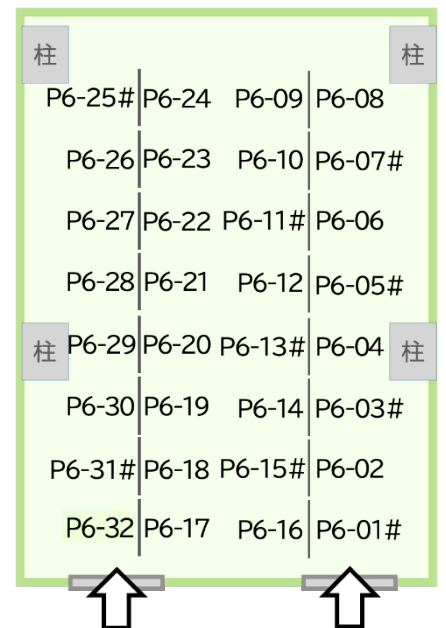 柱 柱
P6-25# P6-24 P6-09 P6-08
P6-26 P6-23 P6-10 P6-07#
P6-27 P6-22 P6-11# P6-06
P6-28 P6-21 P6-12 P6-05#
柱 P6-29 P6-20 P6-13# P6-04 柱
P6-30 P6-19 P6-14 P6-03#
P6-31# P6-18 P6-15# P6-02
P6-32 P6-17 P6-16 P6-01#